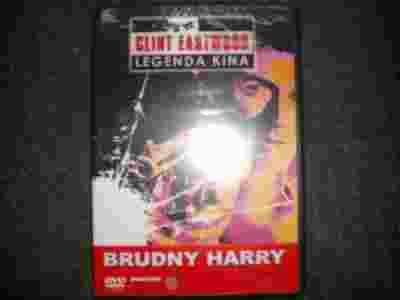 CLINT EASTWOOD
LEGENDA KINA
BRUDNY HARRY
DVD